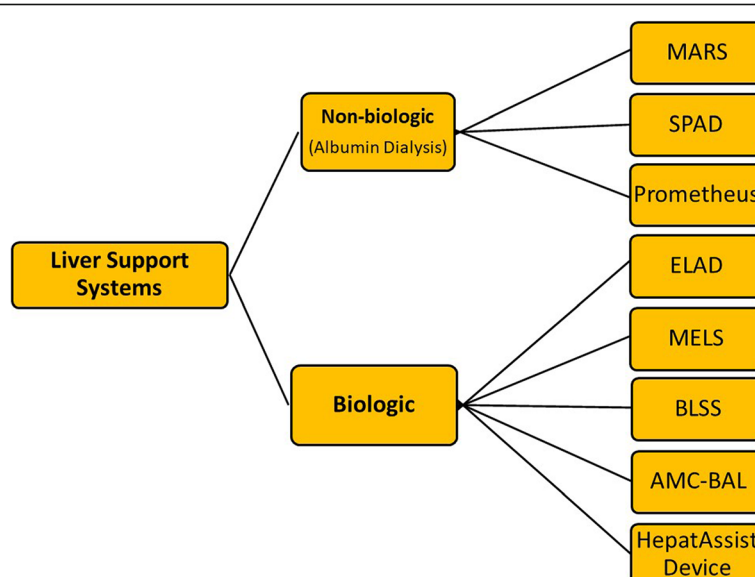 MARS
Non-biologic
(Albumin Dialysis)
SPAD
Prometheus
Liver Support
Systems
ELAD
MELS
Biologic
BLSS
AMC-BAL
HepatAssist
Device